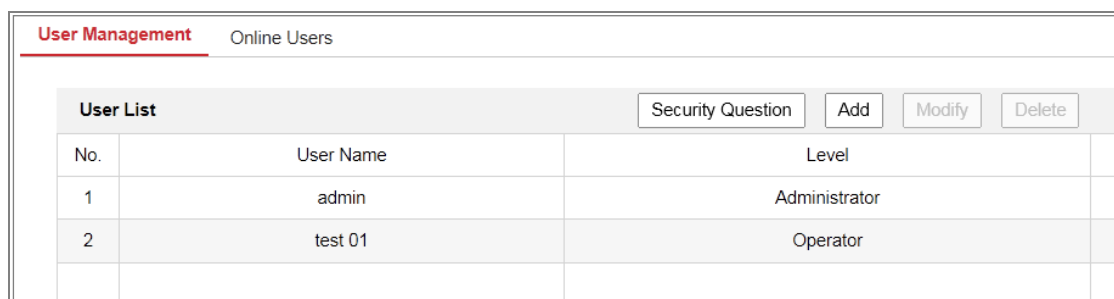 User Management Online Users
User List Security Question Add Modify Delete
No. User Name Level
1 admin Administrator
2 test 01 Operator